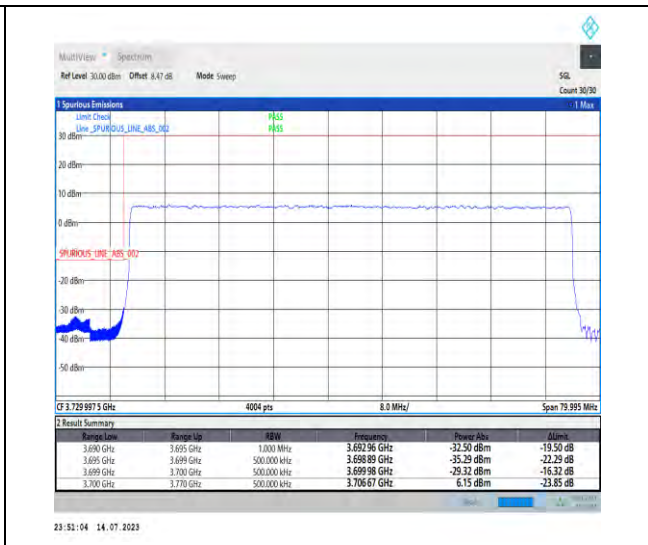 MultiView Spectrum
Ref Level 30.00 dBm Offset 8.47 dB Mode Sweep SGL
Count 30/30
1 Spurious Emissions 1 Max
Limit Check PASS
Line _SPURIOUS_LINE_ABS_002 PASS
30 dBm
20 dBm
10 dBm
0 dBm
SPURIOUS_LINE_ABS_002
-20 dBm
-30 dBm
-40 dBm
-50 dBm
CF 3.729 997 5 GHz 4004 pts 8.0 MHz/ Span 79.995 MHz
2 Result Summary
Range Low Range Up RBW Frequency Power Abs ΔLimit
3.690 GHz 3.695 GHz 1.000 MHz 3.692 96 GHz -32.50 dBm -19.50 dB
3.695 GHz 3.699 GHz 500.000 kHz 3.698 89 GHz -35.29 dBm -22.29 dB
3.699 GHz 3.700 GHz 500.000 kHz 3.699 98 GHz -29.32 dBm -16.32 dB
3.700 GHz 3.770 GHz 500.000 kHz 3.706 67 GHz 6.15 dBm -23.85 dB
23:51:04 14.07.2023